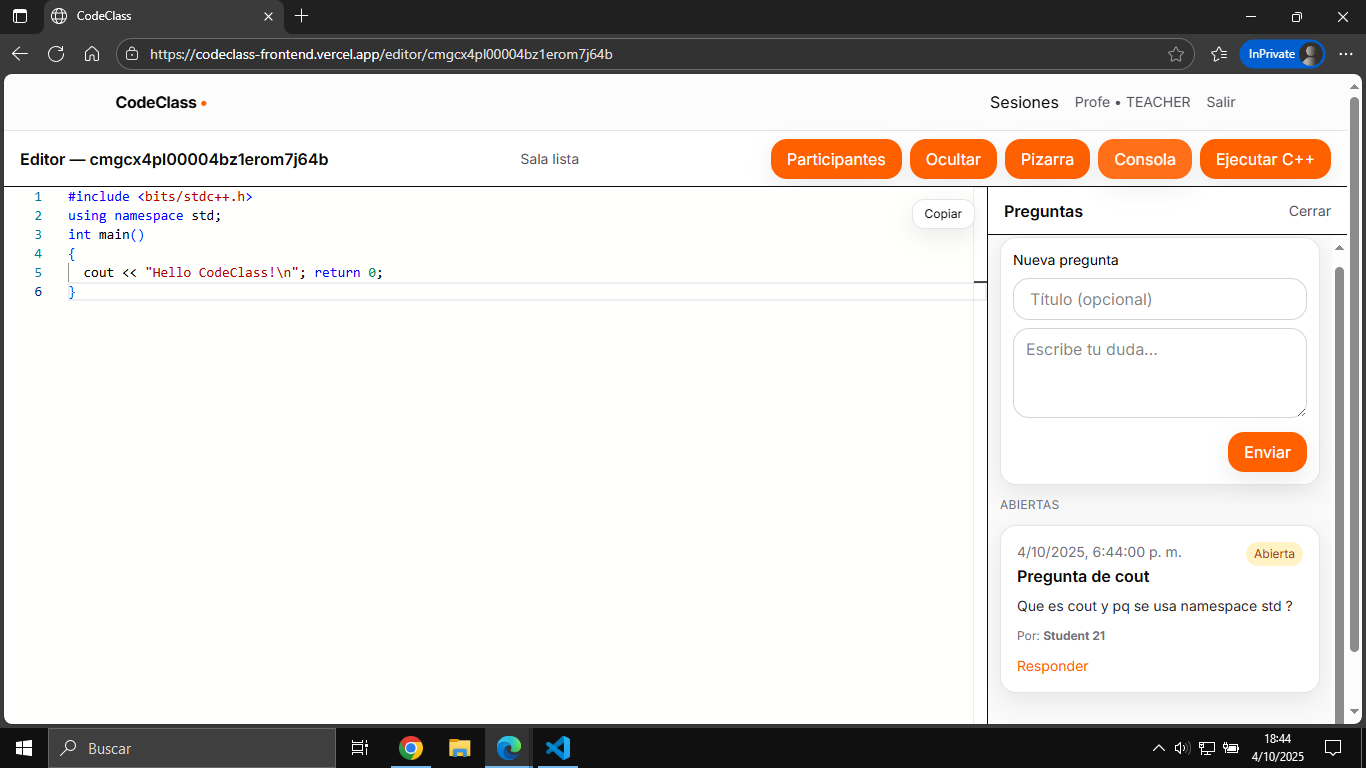 CodeClass
https://codeclass-frontend.vercel.app/editor/cmgcx4pl00004bz1erom7j64b
InPrivate
CodeClass
Sesiones Profe • TEACHER Salir
Editor — cmgcx4pl00004bz1erom7j64b
Sala lista
Participantes Ocultar Pizarra Consola Ejecutar C++
1 #include <bits/stdc++.h>
2 using namespace std;
3 int main()
4 {
5 cout << "Hello CodeClass!\n"; return 0;
6 }
Copiar
Preguntas Cerrar
Nueva pregunta
Título (opcional)
Escribe tu duda...
Enviar
ABIERTAS
4/10/2025, 6:44:00 p. m. Abierta
Pregunta de cout
Que es cout y pq se usa namespace std ?
Por: Student 21
Responder
Buscar
18:44
4/10/2025